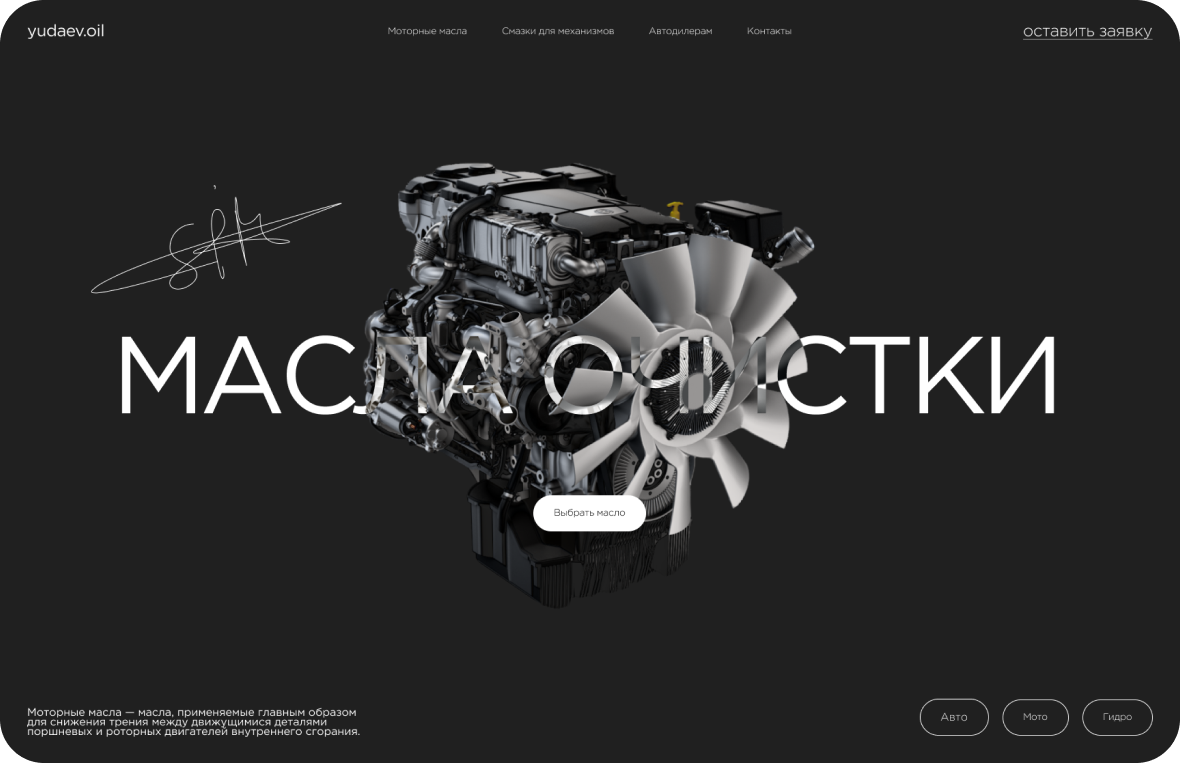 yudaev.oil
Моторные масла
Смазки для механизмов
Автодилерам
Контакты
оставить заявку
МАСЛА ОЧИСТКИ
Выбрать масло
Моторные масла — масла, применяемые главным образом
для снижения трения между движущимися деталями
поршневых и роторных двигателей внутреннего сгорания.
Авто
Мото
Гидро